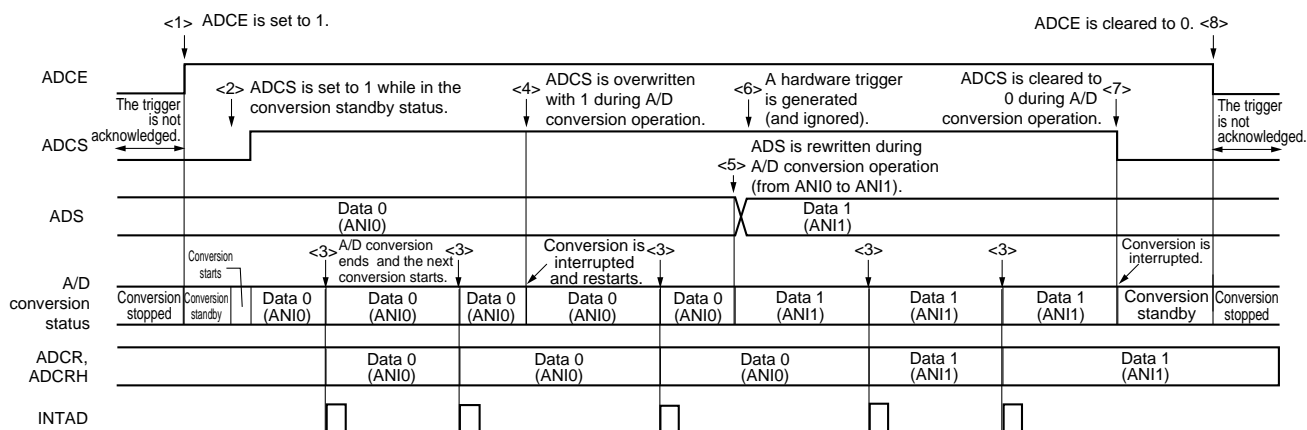 <1> ADCE is set to 1.
ADCE is cleared to 0. <8>
ADCE
The trigger
is not
acknowledged.
<2> ADCS is set to 1 while in the
conversion standby status.
<4> ADCS is overwritten
with 1 during A/D
conversion operation.
<6> A hardware trigger
is generated
(and ignored).
ADCS is cleared to <7>
0 during A/D
conversion operation.
The trigger
is not
acknowledged.
ADCS
<5> ADS is rewritten during
A/D conversion operation
(from ANI0 to ANI1).
ADS
Data 0
(ANI0)
Data 1
(ANI1)
Conversion
starts
<3> A/D conversion
ends and the next
conversion starts.
<3>
Conversion is
interrupted
and restarts.
<3>
<3>
<3>
Conversion is
interrupted.
A/D
conversion
status
Conversion
stopped
Conversion
standby
Data 0
(ANI0)
Data 0
(ANI0)
Data 0
(ANI0)
Data 0
(ANI0)
Data 0
(ANI0)
Data 1
(ANI1)
Data 1
(ANI1)
Data 1
(ANI1)
Conversion
standby
Conversion
stopped
ADCR,
ADCRH
Data 0
(ANI0)
Data 0
(ANI0)
Data 0
(ANI0)
Data 1
(ANI1)
Data 1
(ANI1)
INTAD